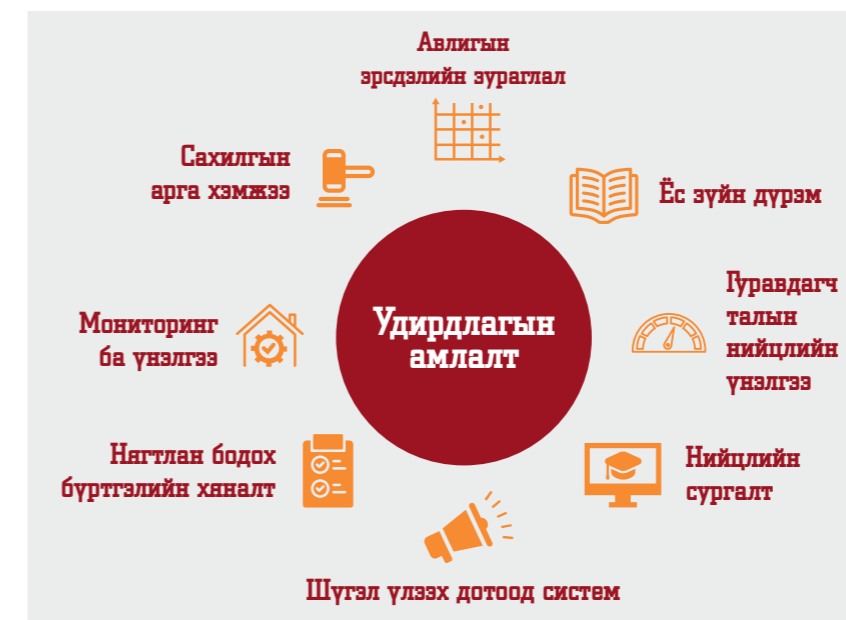 Авлигын
эрсдэлийн зураглал
Сахилгын
арга хэмжээ
Ёс зүйн дүрэм
Удирдлагын
амлалт
Гуравдагч
талын
нийцлийн
үнэлгээ
Мониторинг
ба үнэлгээ
Нягтлан бодох
бүртгэлийн хяналт
Нийцлийн
сургалт
Шүгэл үлээх дотоод систем